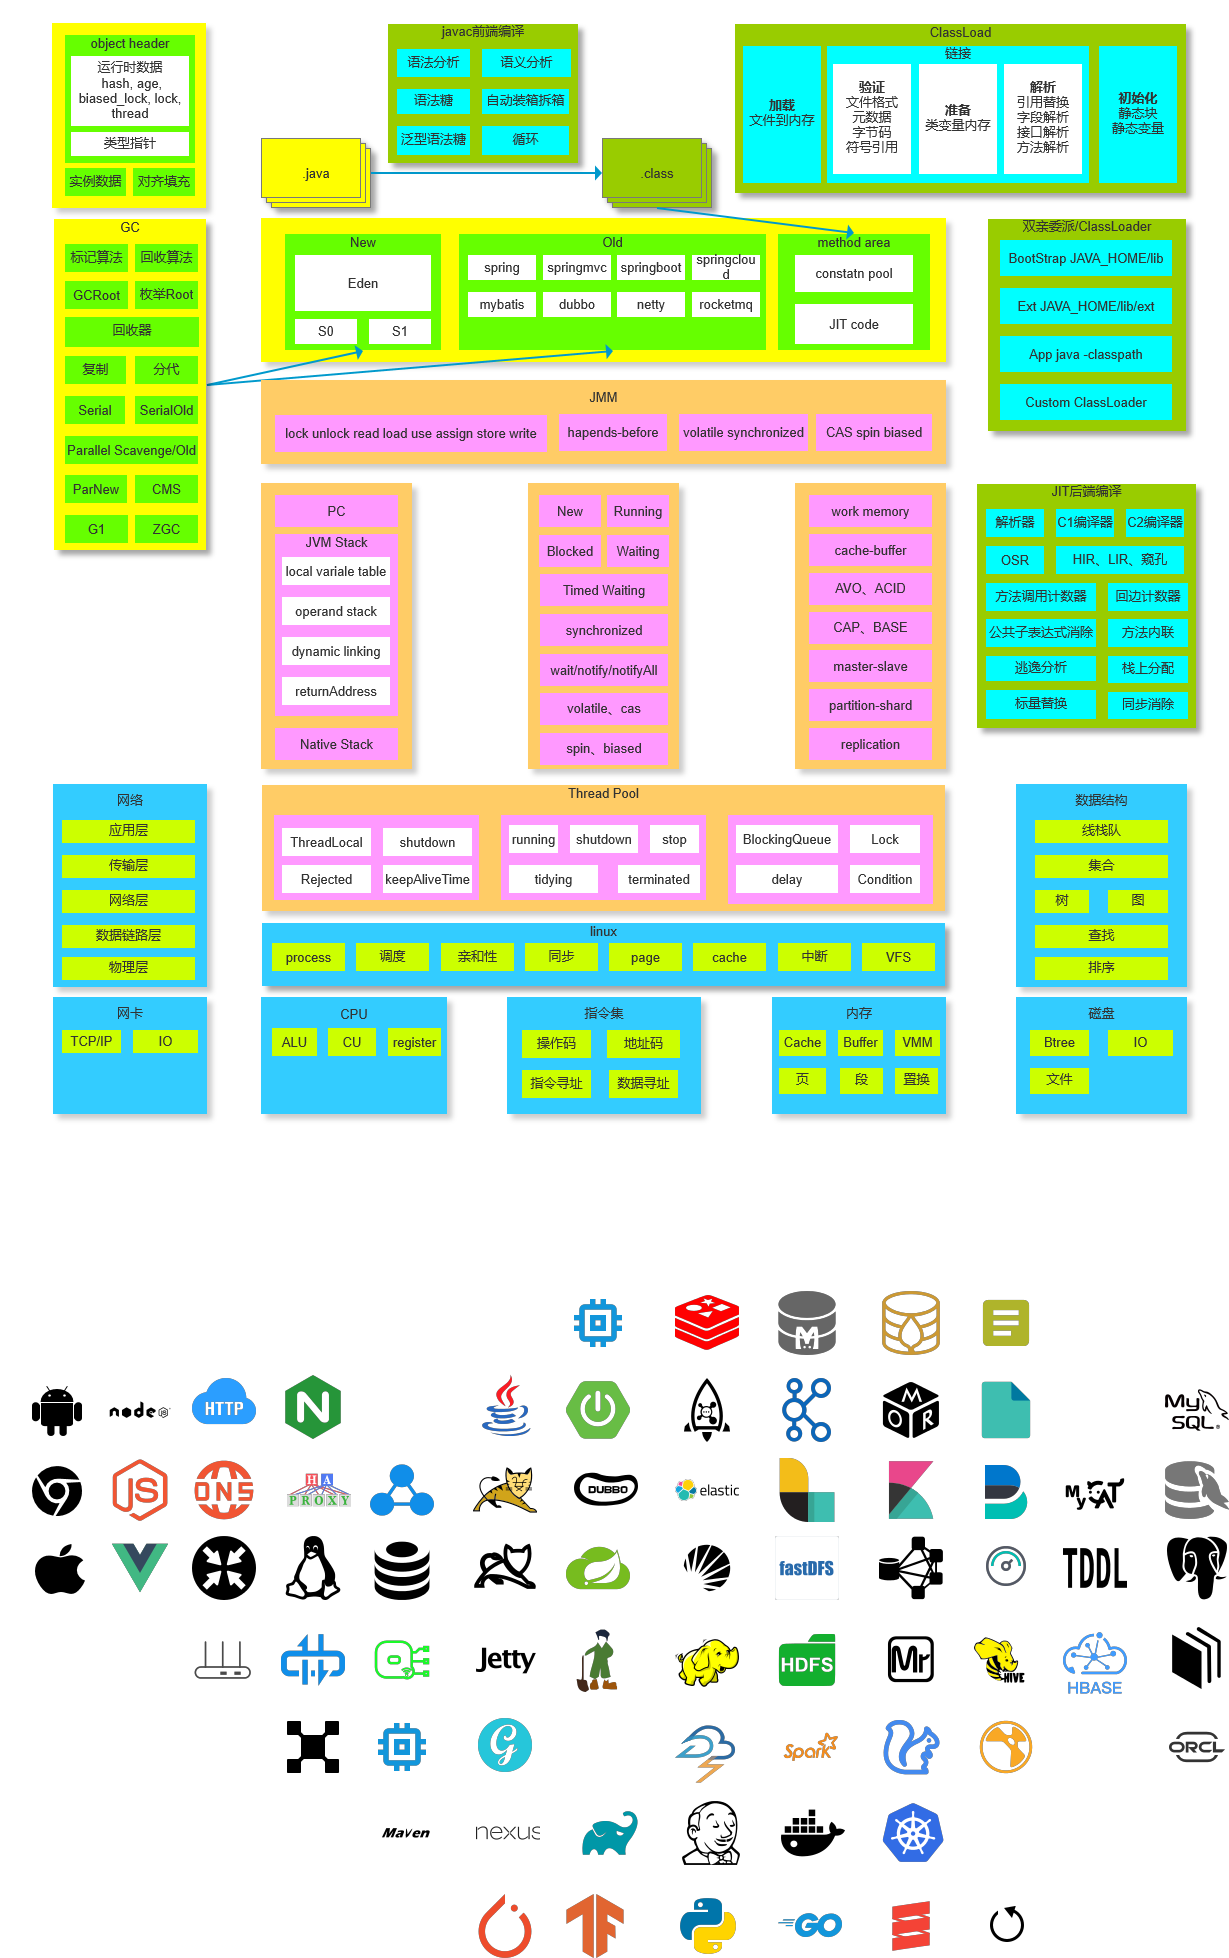 object header
运行时数据
hash, age,
biased_lock, lock,
thread
类型指针
实例数据
对齐填充
javac前端编译
语法分析
语义分析
语法糖
自动装箱拆箱
泛型语法糖
循环
.java
.class
ClassLoad
加载
文件到内存
链接
验证
文件格式
元数据
字节码
符号引用
准备
类变量内存
解析
引用替换
字段解析
接口解析
方法解析
初始化
静态块
静态变量
GC
标记算法
回收算法
GCRoot
枚举Root
回收器
复制
分代
Serial
SerialOld
Parallel Scavenge/Old
ParNew
CMS
G1
ZGC
New
Eden
S0
S1
Old
spring
springmvc
springboot
springclou
d
mybatis
dubbo
netty
rocketmq
method area
constatn pool
JIT code
双亲委派/ClassLoader
BootStrap JAVA_HOME/lib
Ext JAVA_HOME/lib/ext
App java -classpath
Custom ClassLoader
JMM
lock unlock read load use assign store write
hapends-before
volatile synchronized
CAS spin biased
PC
JVM Stack
local variale table
operand stack
dynamic linking
returnAddress
Native Stack
New
Running
Blocked
Waiting
Timed Waiting
synchronized
wait/notify/notifyAll
volatile、cas
spin、biased
work memory
cache-buffer
AVO、ACID
CAP、BASE
master-slave
partition-shard
replication
JIT后端编译
解析器
C1编译器
C2编译器
OSR
HIR、LIR、窥孔
方法调用计数器
回边计数器
公共子表达式消除
方法内联
逃逸分析
栈上分配
标量替换
同步消除
网络
应用层
传输层
网络层
数据链路层
物理层
Thread Pool
ThreadLocal
shutdown
Rejected
keepAliveTime
running
shutdown
stop
tidying
terminated
BlockingQueue
Lock
delay
Condition
数据结构
线栈队
集合
树
图
查找
排序
linux
process
调度
亲和性
同步
page
cache
中断
VFS
网卡
TCP/IP
IO
CPU
ALU
CU
register
指令集
操作码
地址码
指令寻址
数据寻址
内存
Cache
Buffer
VMM
页
段
置换
磁盘
Btree
IO
文件
M
node
JS
HTTP
N
M
O
R
My
SQL
JS
DNS
HA
PROXY
DUBBO
elastic
MyCAT
fastDFS
TDDL
Jetty
HDFS
Mr
HIVE
HBASE
G
Spark
ORCL
Maven
nexus
GO